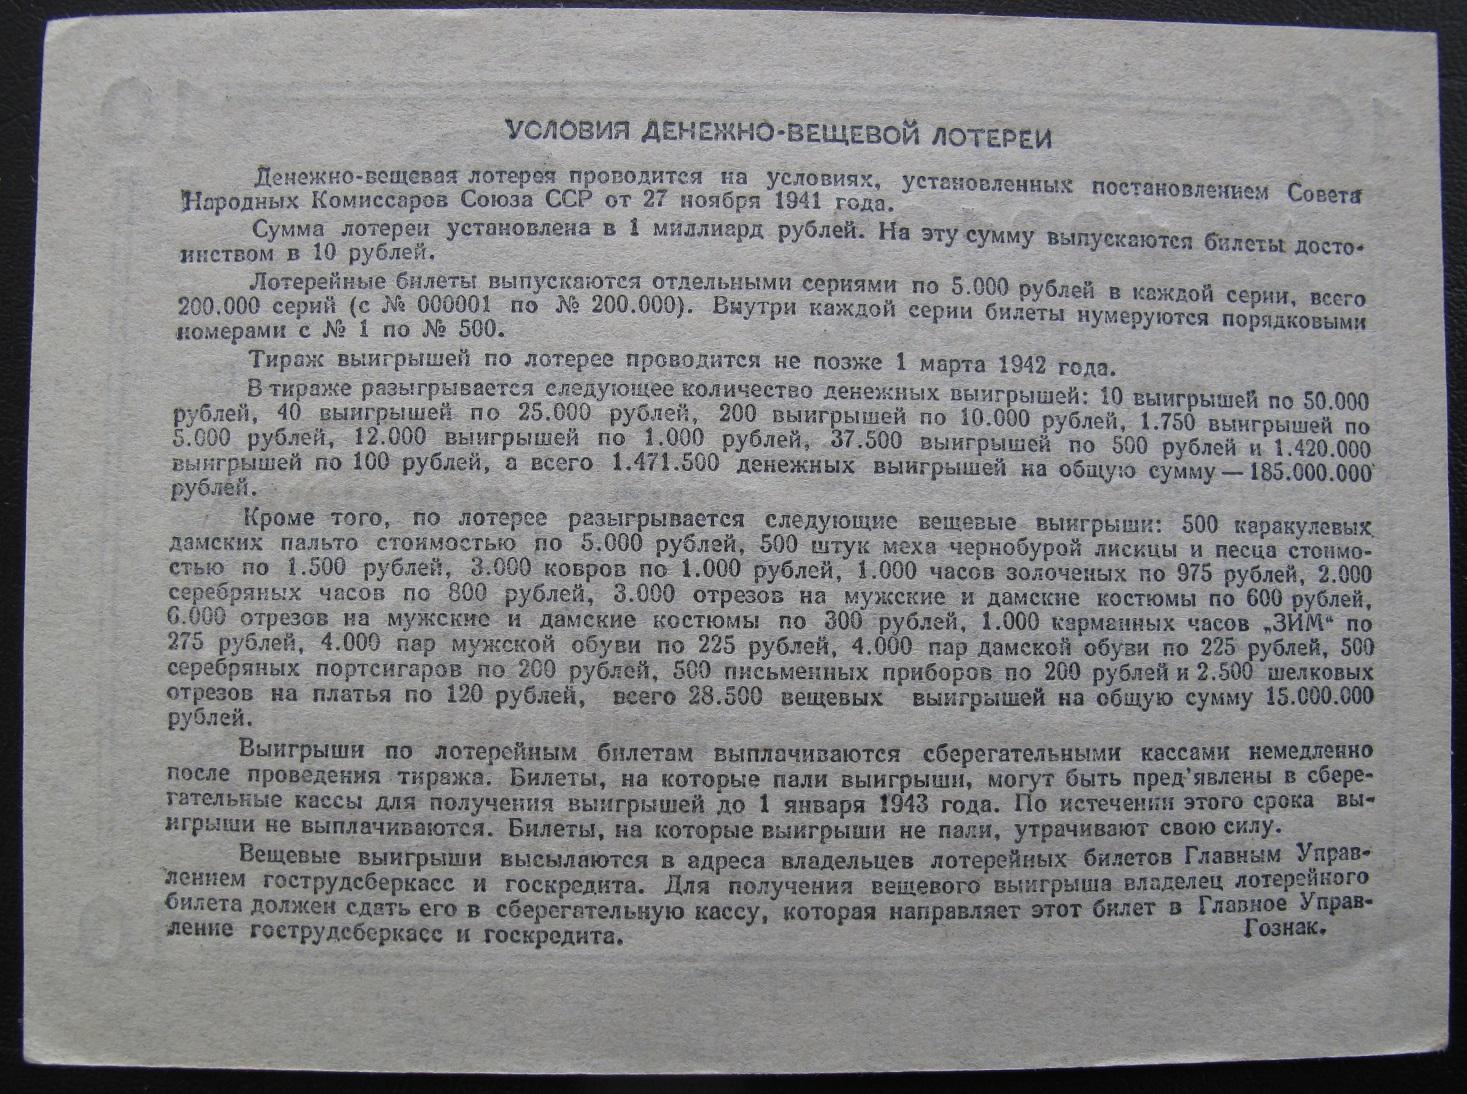 УСЛОВИЯ ДЕНЕЖНО-ВЕЩЕВОЙ ЛОТЕРЕИ
Денежно-вещевая лотерея проводится на условиях, установленных постановлением Совета
Народных Комиссаров Союза ССР от 27 ноября 1941 года.
Сумма лотереи установлена в 1 миллиард рублей. На эту сумму выпускаются билеты досто-
инством в 10 рублей.
Лотерейные билеты выпускаются отдельными сериями по 5.000 рублей в каждой серии, всего
200.000 серий (с № 000001 по № 200.000). Внутри каждой серии билеты нумеруются порядковыми
номерами с № 1 по № 500.
Тираж выигрышей по лотерее проводится не позже 1 марта 1942 года.
В тираже разыгрывается следующее количество денежных выигрышей: 10 выигрышей по 50.000
рублей, 40 выигрышей по 25.000 рублей, 200 выигрышей по 10.000 рублей, 1.750 выигрышей по
5.000 рублей, 12.000 выигрышей по 1.000 рублей, 37.500 выигрышей по 500 рублей и 1.420.000
выигрышей по 100 рублей, а всего 1.471.500 денежных выигрышей на общую сумму — 185.000.000
рублей.
Кроме того, по лотерее разыгрывается следующие вещевые выигрыши: 500 каракулевых
дамских пальто стоимостью по 5.000 рублей, 500 штук меха чернобурой лисицы и песца стоимо-
стью по 1.500 рублей, 3.000 ковров по 1.000 рублей, 1.000 часов золоченых по 975 рублей, 2.000
серебряных часов по 800 рублей, 3.000 отрезов на мужские и дамские костюмы по 600 рублей,
6.000 отрезов на мужские и дамские костюмы по 300 рублей, 1.000 карманных часов „ЗИМ“ по
275 рублей, 4.000 пар мужской обуви по 225 рублей, 4.000 пар дамской обуви по 225 рублей, 500
серебряных портсигаров по 200 рублей, 500 письменных приборов по 200 рублей и 2.500 шелковых
отрезов на платья по 120 рублей, всего 28.500 вещевых выигрышей на общую сумму 15.000.000
рублей.
Выигрыши по лотерейным билетам выплачиваются сберегательными кассами немедленно
после проведения тиража. Билеты, на которые пали выигрыши, могут быть пред'явлены в сбере-
гательные кассы для получения выигрышей до 1 января 1943 года. По истечении этого срока вы-
игрыши не выплачиваются. Билеты, на которые выигрыши не пали, утрачивают свою силу.
Вещевые выигрыши высылаются в адреса владельцев лотерейных билетов Главным Управ-
лением гострудсберкасс и госкредита. Для получения вещевого выигрыша владелец лотерейного
билета должен сдать его в сберегательную кассу, которая направляет этот билет в Главное Управ-
ление гострудсберкасс и госкредита.
Гознак.